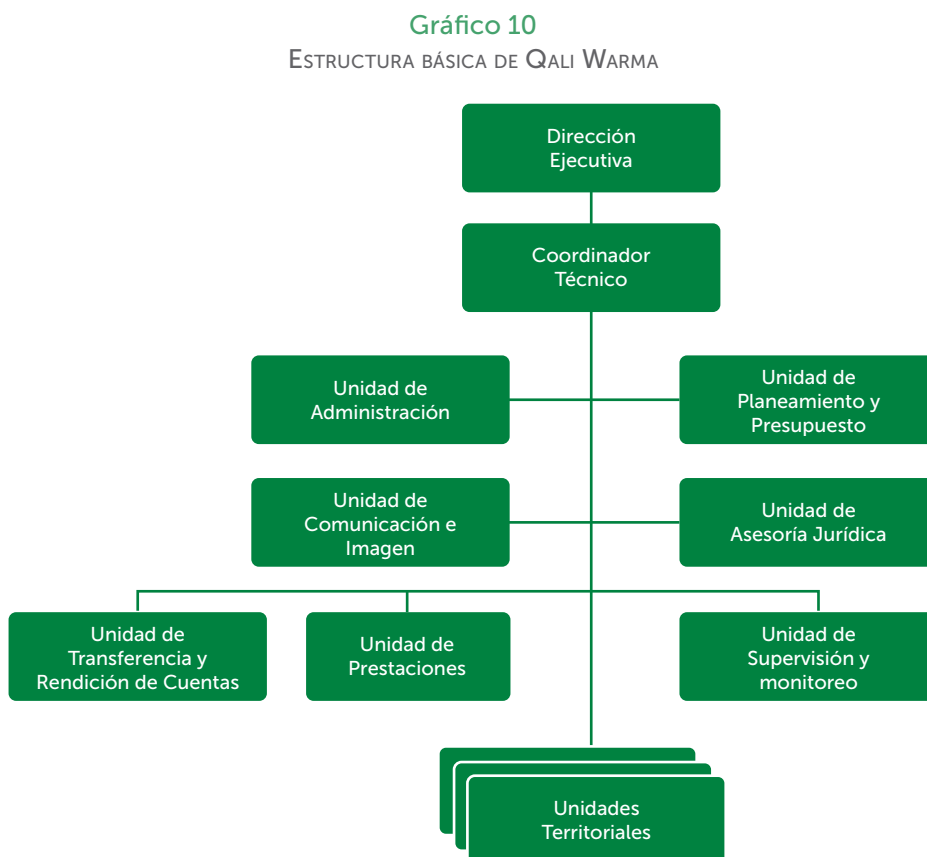 Gráfico 10
Estructura básica de Qali Warma
Dirección
Ejecutiva
Coordinador
Técnico
Unidad de
Administración
Unidad de
Planeamiento y
Presupuesto
Unidad de
Comunicación e
Imagen
Unidad de
Asesoría Jurídica
Unidad de
Transferencia y
Rendición de Cuentas
Unidad de
Prestaciones
Unidad de
Supervisión y
monitoreo
Unidades
Territoriales